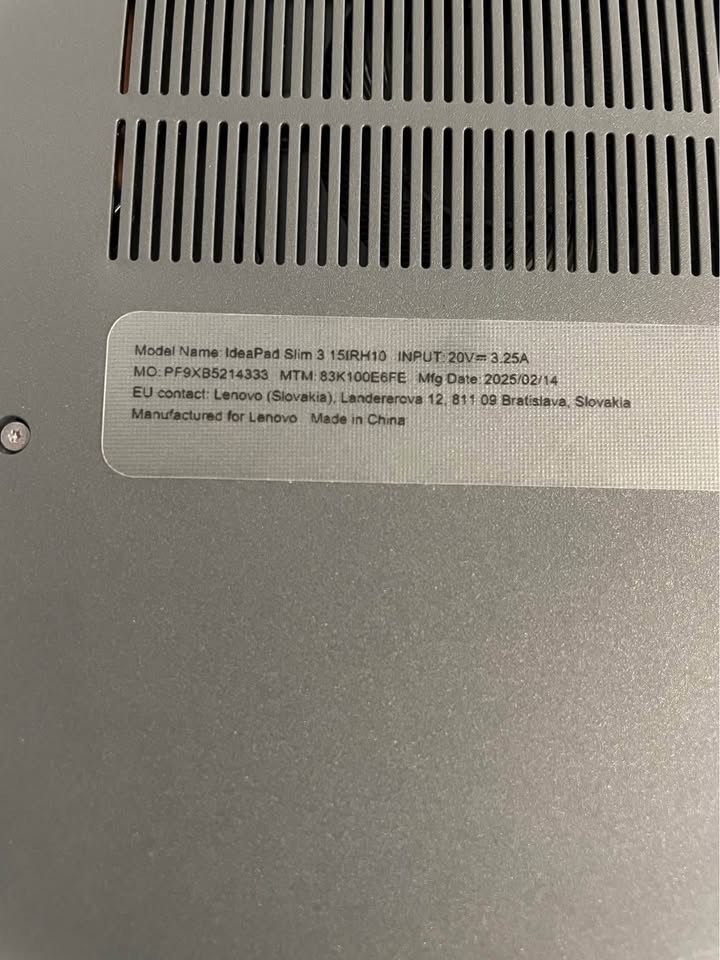 Model Name: IdeaPad Slim 3 15IRH10 INPUT: 20V⎓ 3.25A
MO: PF9XB5214333 MTM: 83K100E6FE Mfg Date: 2025/02/14
EU contact: Lenovo (Slovakia), Landererova 12, 811 09 Bratislava, Slovakia
Manufactured for Lenovo Made in China